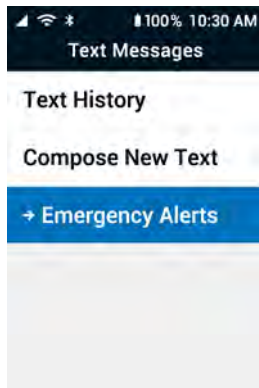 100% 10:30 AM
Text Messages
Text History
Compose New Text
→ Emergency Alerts